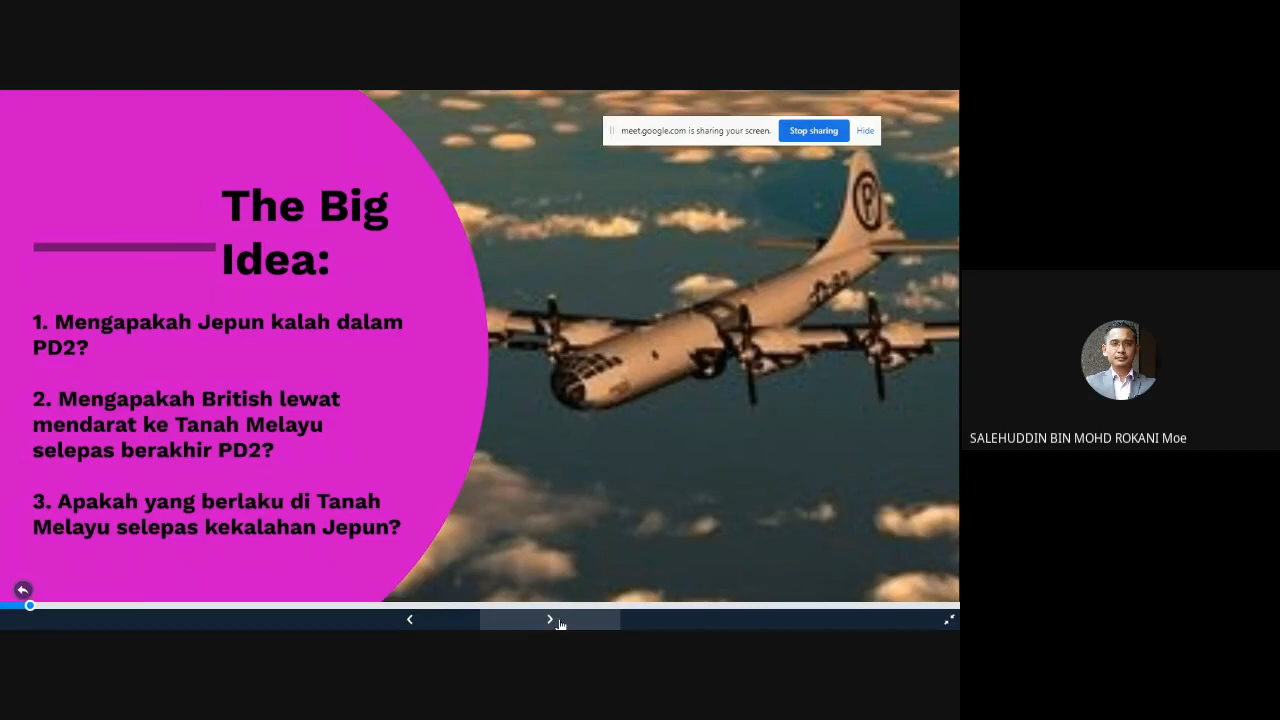 meet.google.com is sharing your screen.
Stop sharing
Hide
The Big
Idea:
1. Mengapakah Jepun kalah dalam
PD2?
2. Mengapakah British lewat
mendarat ke Tanah Melayu
selepas berakhir PD2?
3. Apakah yang berlaku di Tanah
Melayu selepas kekalahan Jepun?
SALEHUDDIN BIN MOHD ROKANI Moe